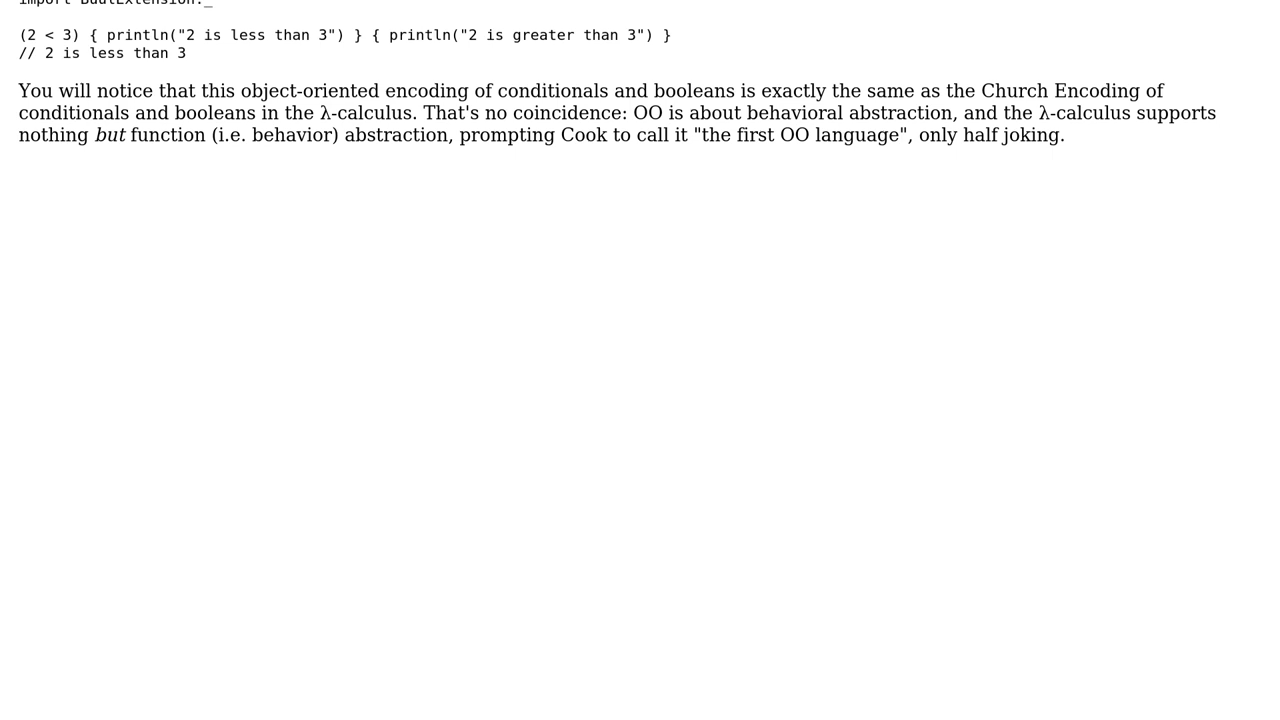 (2 < 3) { println("2 is less than 3") } { println("2 is greater than 3") }
// 2 is less than 3
You will notice that this object-oriented encoding of conditionals and booleans is exactly the same as the Church Encoding of
conditionals and booleans in the λ-calculus. That's no coincidence: OO is about behavioral abstraction, and the λ-calculus supports
nothing but function (i.e. behavior) abstraction, prompting Cook to call it "the first OO language", only half joking.